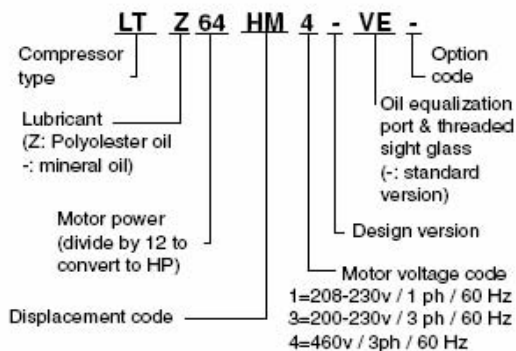 LT Z 64 HM 4 - VE -
Compressor
type
Option
code
Lubricant
(Z: Polyolester oil
-: mineral oil)
Oil equalization
port & threaded
sight glass
(-: standard
version)
Motor power
(divide by 12 to
convert to HP)
Design version
Motor voltage code
1=208-230v / 1 ph / 60 Hz
3=200-230v / 3 ph / 60 Hz
4=460v / 3ph / 60 Hz
Displacement code